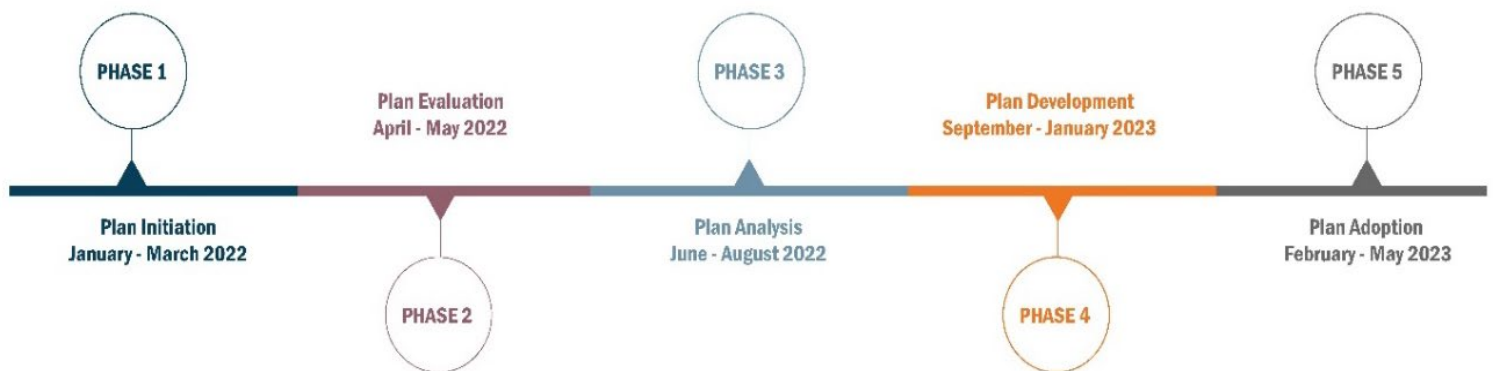 PHASE 1
Plan Initiation
January - March 2022
Plan Evaluation
April - May 2022
PHASE 2
PHASE 3
Plan Analysis
June - August 2022
Plan Development
September - January 2023
PHASE 4
PHASE 5
Plan Adoption
February - May 2023